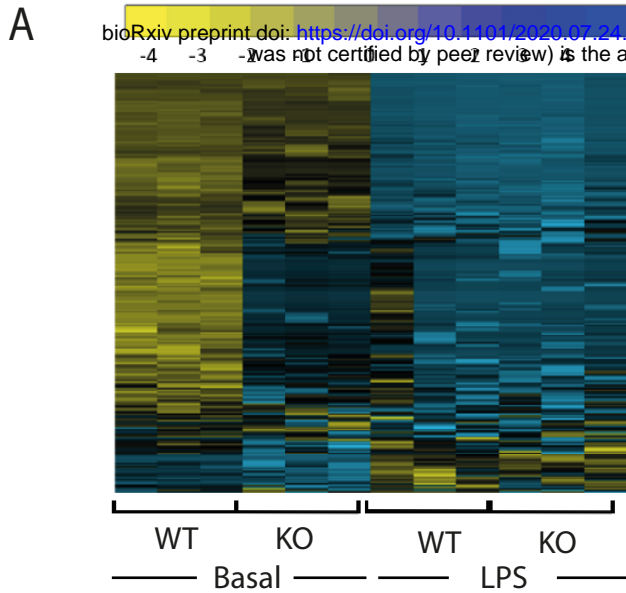 A
bioRxiv preprint doi: https://doi.org/10.1101/2020.07.24.
-4 -3 -2 -1 0 1 2 3 4
was not certified by peer review) is the a
WT KO WT KO
Basal LPS